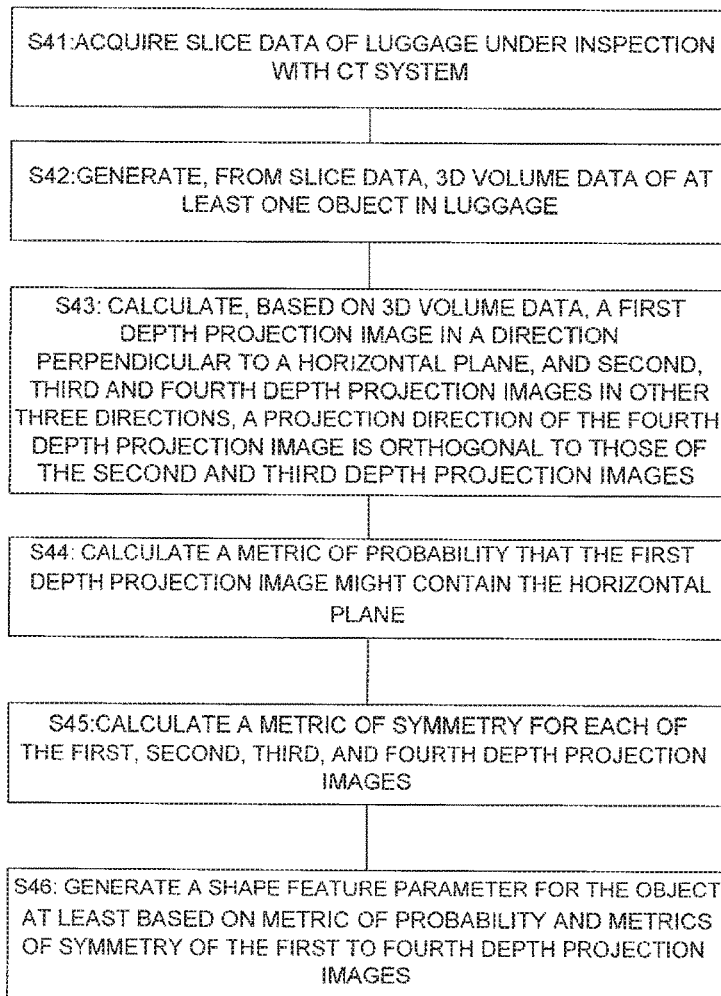 S41:ACQUIRE SLICE DATA OF LUGGAGE UNDER INSPECTION
WITH CT SYSTEM
S42:GENERATE, FROM SLICE DATA, 3D VOLUME DATA OF AT
LEAST ONE OBJECT IN LUGGAGE
S43: CALCULATE, BASED ON 3D VOLUME DATA, A FIRST
DEPTH PROJECTION IMAGE IN A DIRECTION
PERPENDICULAR TO A HORIZONTAL PLANE, AND SECOND,
THIRD AND FOURTH DEPTH PROJECTION IMAGES IN OTHER
THREE DIRECTIONS, A PROJECTION DIRECTION OF THE FOURTH
DEPTH PROJECTION IMAGE IS ORTHOGONAL TO THOSE OF
THE SECOND AND THIRD DEPTH PROJECTION IMAGES
S44: CALCULATE A METRIC OF PROBABILITY THAT THE FIRST
DEPTH PROJECTION IMAGE MIGHT CONTAIN THE HORIZONTAL
PLANE
S45:CALCULATE A METRIC OF SYMMETRY FOR EACH OF
THE FIRST, SECOND, THIRD, AND FOURTH DEPTH PROJECTION
IMAGES
S46: GENERATE A SHAPE FEATURE PARAMETER FOR THE OBJECT
AT LEAST BASED ON METRIC OF PROBABILITY AND METRICS
OF SYMMETRY OF THE FIRST TO FOURTH DEPTH PROJECTION
IMAGES